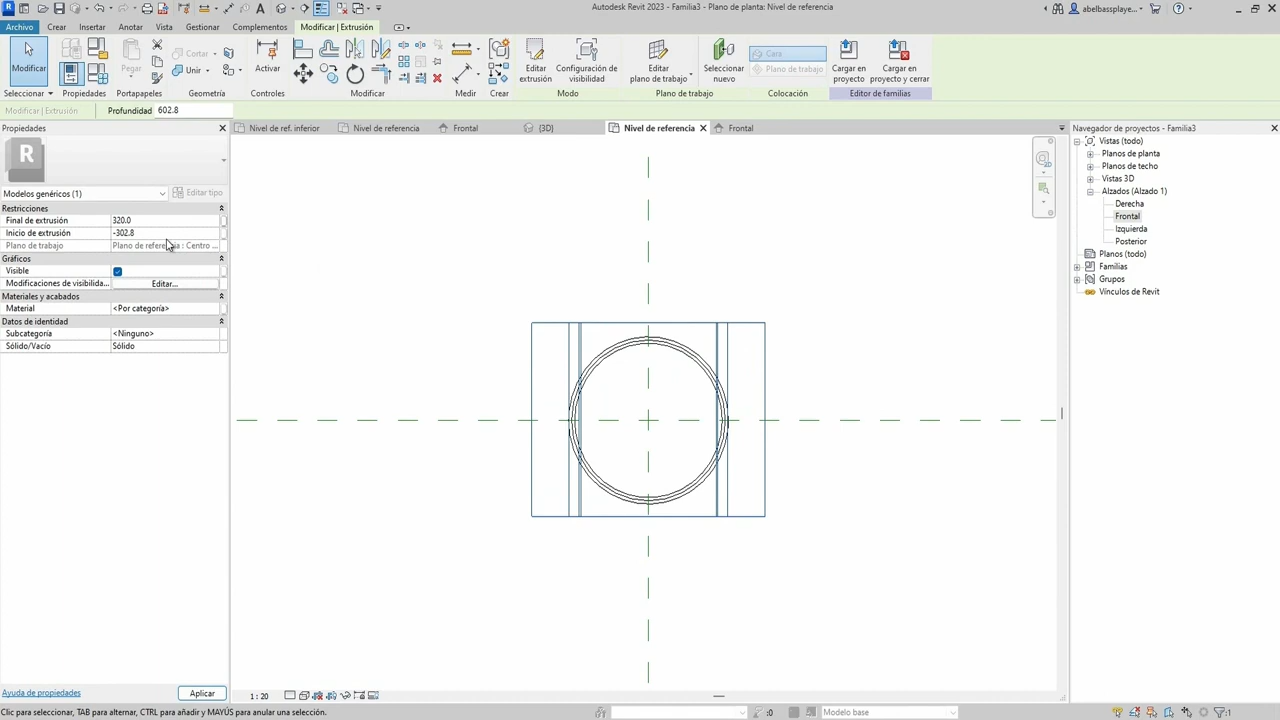 Autodesk Revit 2023 - Familia3 - Plano de planta: Nivel de referencia
abelbassplaye...
Archivo Crear Insertar Anotar Vista Gestionar Complementos Modificar | Extrusión
Modificar
Pegar
Cortar
Unir
Activar
Editar extrusión
Configuración de visibilidad
Editar plano de trabajo
Seleccionar nuevo
Cara
Plano de trabajo
Cargar en proyecto
Cargar en proyecto y cerrar
Seleccionar Propiedades Portapapeles Geometría Controles Modificar Medir Crear Modo Plano de trabajo Colocación Editor de familias
Modificar | Extrusión Profundidad 602.8
Propiedades
Nivel de ref. inferior Nivel de referencia Frontal {3D} Nivel de referencia Frontal
R
Modelos genéricos (1) Editar tipo
Restricciones
Final de extrusión 320.0
Inicio de extrusión -302.8
Plano de trabajo Plano de referencia : Centro ...
Gráficos
Visible
Modificaciones de visibilida... Editar...
Materiales y acabados
Material <Por categoría>
Datos de identidad
Subcategoría <Ninguno>
Sólido/Vacío Sólido
2D
Navegador de proyectos - Familia3
Vistas (todo)
Planos de planta
Planos de techo
Vistas 3D
Alzados (Alzado 1)
Derecha
Frontal
Izquierda
Posterior
Planos (todo)
Familias
Grupos
Vínculos de Revit
Ayuda de propiedades Aplicar
1 : 20
Clic para seleccionar, TAB para alternar, CTRL para añadir y MAYÚS para anular una selección.
:0
Modelo base
:1